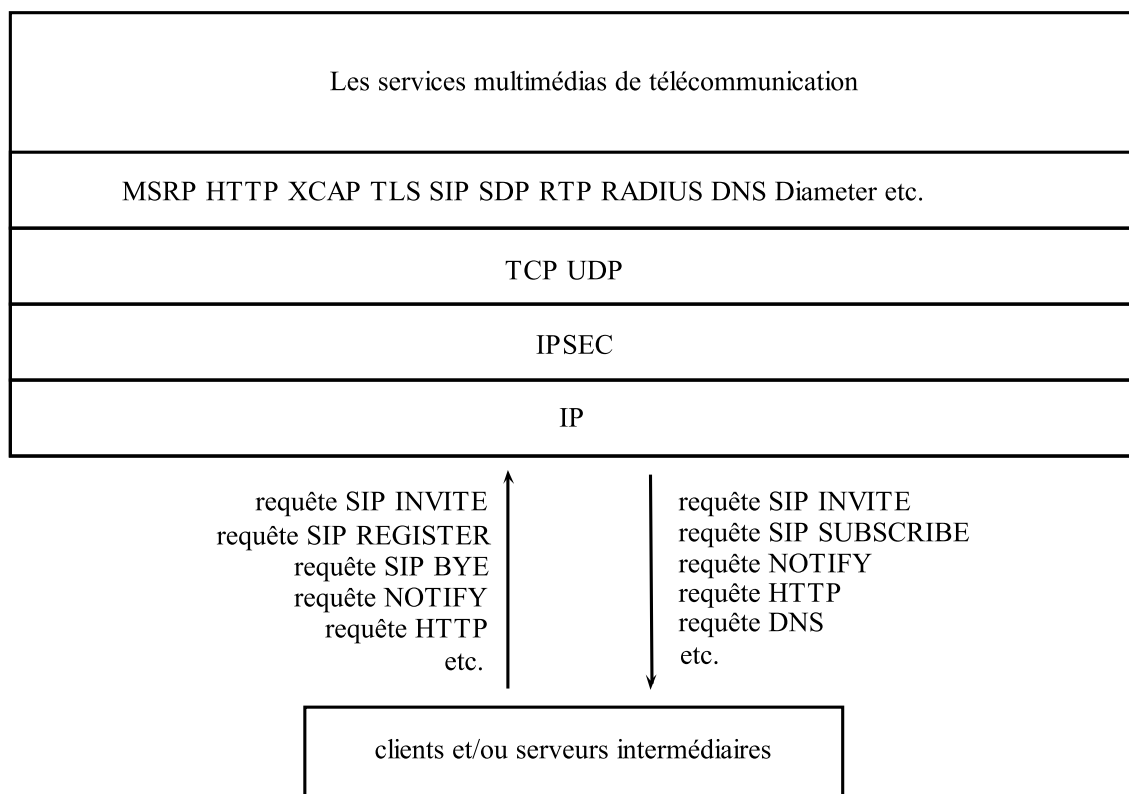 Les services multimédias de télécommunication
MSRP HTTP XCAP TLS SIP SDP RTP RADIUS DNS Diameter etc.
TCP UDP
IPSEC
IP
requête SIP INVITE
requête SIP REGISTER
requête SIP BYE
requête NOTIFY
requête HTTP
etc.
requête SIP INVITE
requête SIP SUBSCRIBE
requête NOTIFY
requête HTTP
requête DNS
etc.
clients et/ou serveurs intermédiaires